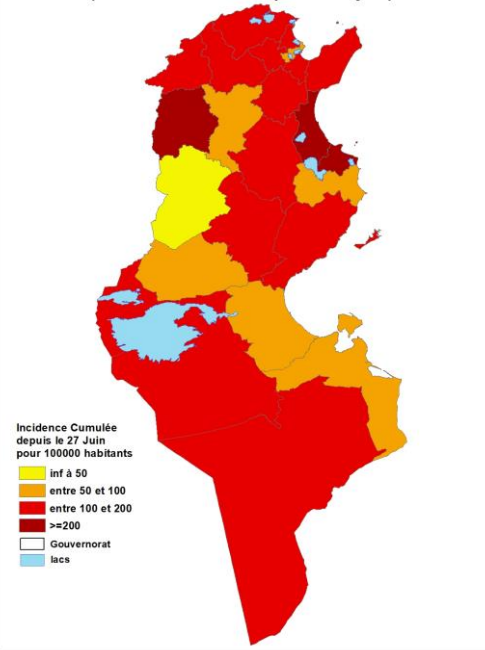 Incidence Cumulée
depuis le 27 Juin
pour 100000 habitants
inf à 50
entre 50 et 100
entre 100 et 200
>=200
Gouvernorat
lacs